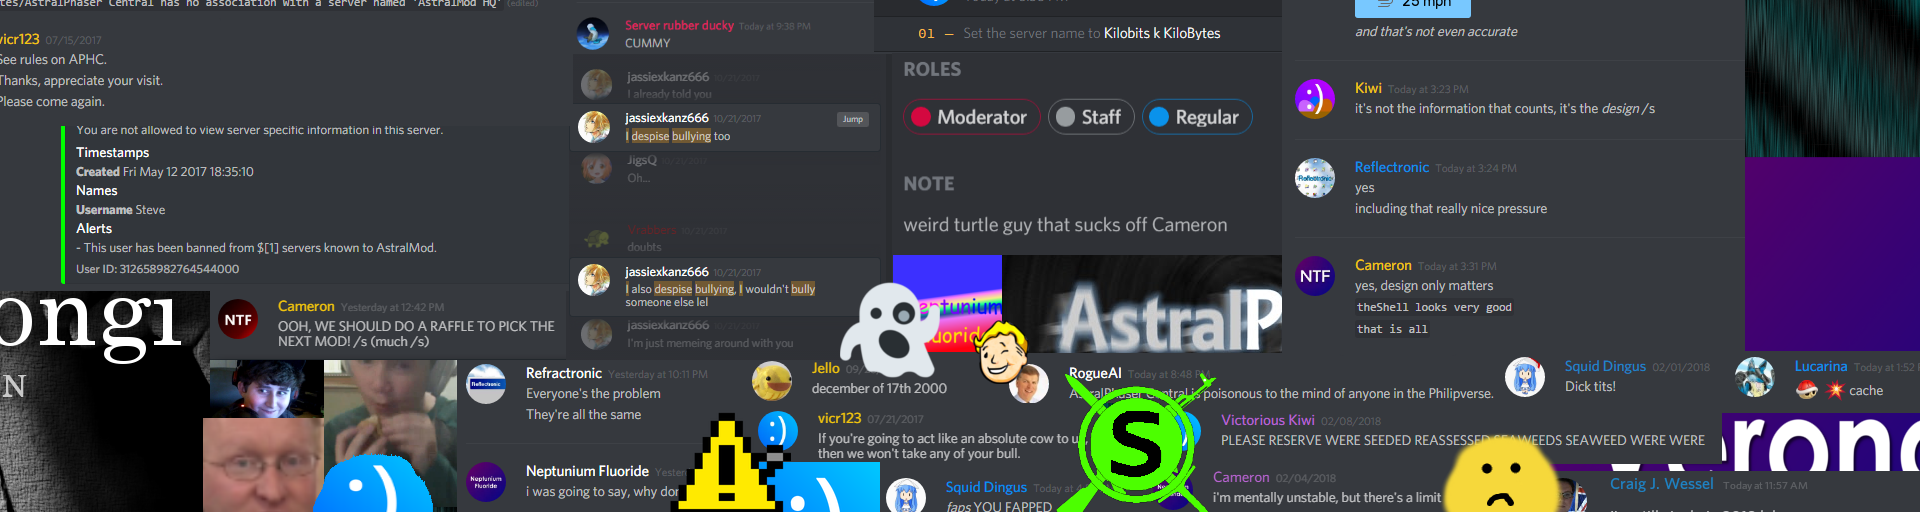 tes/AstralPhaser Central has no association with a server named 'AstralMod HQ' (edited)
vicr123 07/15/2017
See rules on APHC.
Thanks, appreciate your visit.
Please come again.
You are not allowed to view server specific information in this server.
Timestamps
Created Fri May 12 2017 18:35:10
Names
Username Steve
Alerts
- This user has been banned from $[1] servers known to AstralMod.
User ID: 312658982764544000
ongı
N
NTF
Cameron Yesterday at 12:42 PM
OOH, WE SHOULD DO A RAFFLE TO PICK THE
NEXT MOD! /s (much /s)
Server rubber ducky Today at 9:38 PM
CUMMY
jassiexkanz666 10/21/2017
I already told you
jassiexkanz666 10/21/2017
Jump
I despise bullying too
JigsQ 10/21/2017
Oh...
10/21/2017
doubts
jassiexkanz666 10/21/2017
I also despise bullying, I wouldn't bully
someone else lel
jassiexkanz666 10/21/2017
I'm just memeing around with you
01 — Set the server name to Kilobits k KiloBytes
ROLES
Moderator
Staff
Regular
NOTE
weird turtle guy that sucks off Cameron
AstralP
25 mph
and that's not even accurate
Kiwi Today at 3:23 PM
it's not the information that counts, it's the design /s
Reflectronic Today at 3:24 PM
yes
including that really nice pressure
NTF
Cameron Today at 3:31 PM
yes, design only matters
theShell looks very good
that is all
Refractronic Yesterday at 10:11 PM
Everyone's the problem
They're all the same
Neptunium Fluoride
Neptunium Fluoride
i was going to say, why do
Jello 09/
december of 17th 2000
vicr123 07/21/2017
If you're going to act like an absolute cow to u
then we won't take any of your bull.
Squid Dingus Today at
faps YOU FAPPED
RogueAI Today at 8:48 PM
AstralPhaser Central is poisonous to the mind of anyone in the Philipverse.
S
Victorious Kiwi 02/08/2018
PLEASE RESERVE WERE SEEDED REASSESSED SEAWEEDS SEAWEED WERE WERE
Cameron 02/04/2018
i'm mentally unstable, but there's a limit
Squid Dingus 02/01/2018
Dick tits!
Lucarina Today at 1:52
cache
erono
Craig J. Wessel Today at 11:57 AM